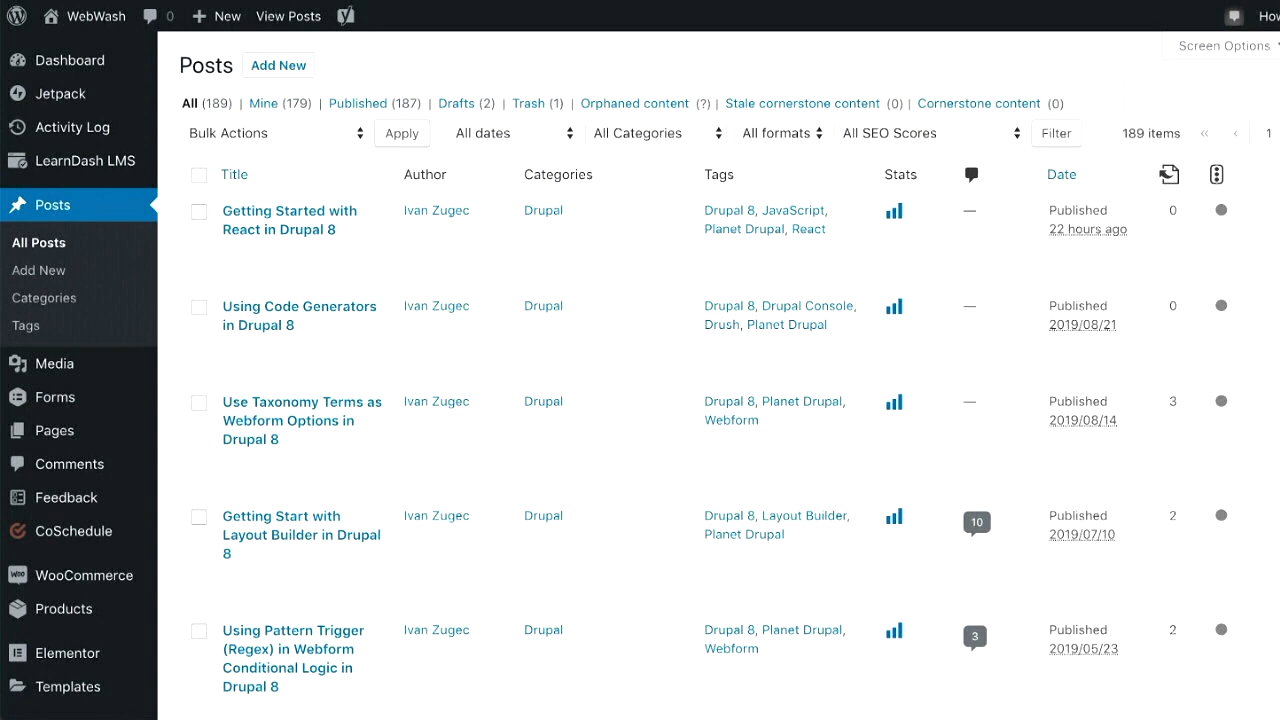 WebWash 0 New View Posts How
Screen Options
Dashboard
Jetpack
Activity Log
LearnDash LMS
Posts
All Posts
Add New
Categories
Tags
Media
Forms
Pages
Comments
Feedback
CoSchedule
Woo WooCommerce
Products
Elementor
Templates
Posts Add New
All (189) | Mine (179) | Published (187) | Drafts (2) | Trash (1) | Orphaned content (?) | Stale cornerstone content (0) | Cornerstone content (0)
Bulk Actions Apply All dates All Categories All formats All SEO Scores Filter 189 items « ‹ 1
Title Author Categories Tags Stats Date
Getting Started with Ivan Zugec Drupal Drupal 8, JavaScript, — Published 0
React in Drupal 8 Planet Drupal, React 22 hours ago
Using Code Generators Ivan Zugec Drupal Drupal 8, Drupal Console, — Published 0
in Drupal 8 Drush, Planet Drupal 2019/08/21
Use Taxonomy Terms as Ivan Zugec Drupal Drupal 8, Planet Drupal, — Published 3
Webform Options in Webform 2019/08/14
Drupal 8
Getting Start with Ivan Zugec Drupal Drupal 8, Layout Builder, 10 Published 2
Layout Builder in Drupal Planet Drupal 2019/07/10
8
Using Pattern Trigger Ivan Zugec Drupal Drupal 8, Planet Drupal, 3 Published 2
(Regex) in Webform Webform 2019/05/23
Conditional Logic in
Drupal 8